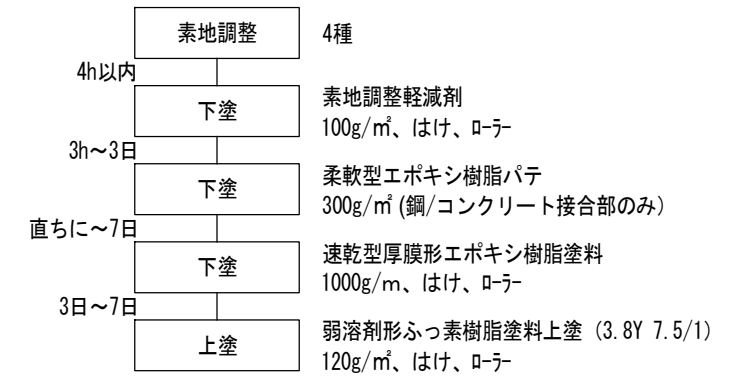 素地調整 4種
4h以内
下塗 素地調整軽減剤
100g/㎡、はけ、ﾛｰﾗｰ
3h～3日
下塗 柔軟型エポキシ樹脂パテ
300g/㎡(鋼/コンクリート接合部のみ)
直ちに～7日
下塗 速乾型厚膜形エポキシ樹脂塗料
1000g/ｍ、はけ、ﾛｰﾗｰ
3日～7日
上塗 弱溶剤形ふっ素樹脂塗料上塗 (3.8Y 7.5/1)
120g/㎡、はけ、ﾛｰﾗｰ